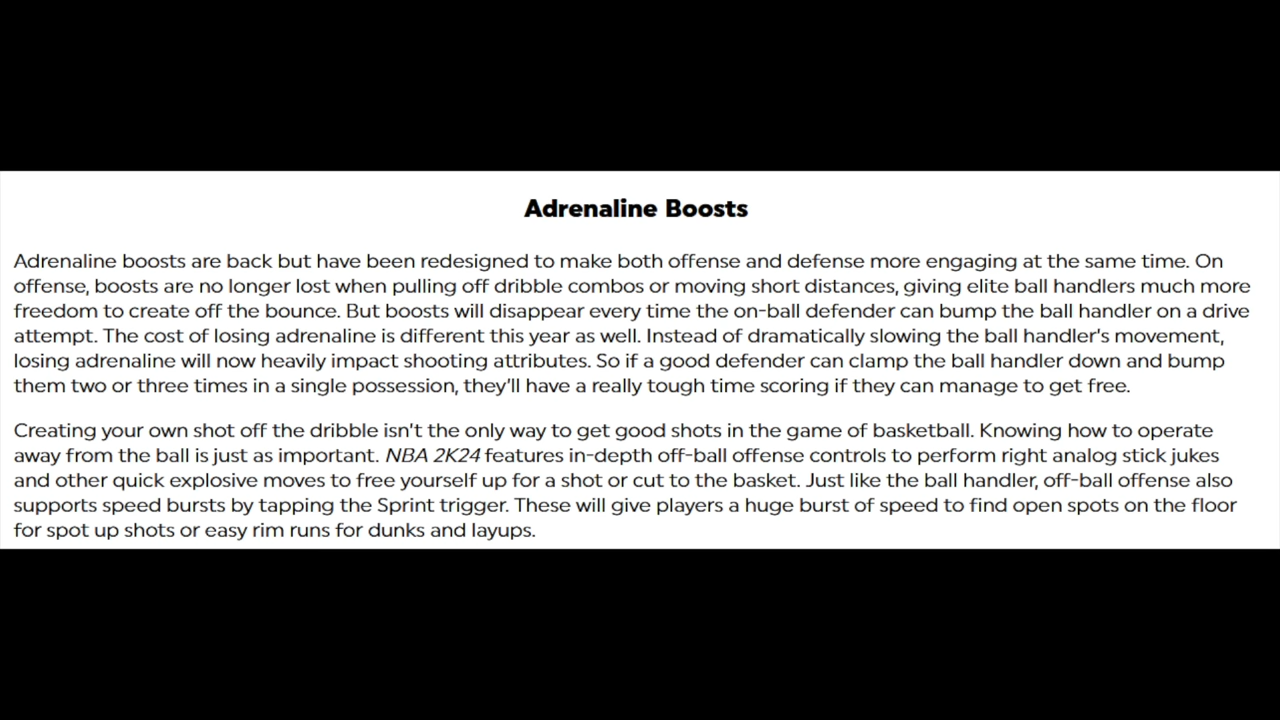 Adrenaline Boosts
Adrenaline boosts are back but have been redesigned to make both offense and defense more engaging at the same time. On
offense, boosts are no longer lost when pulling off dribble combos or moving short distances, giving elite ball handlers much more
freedom to create off the bounce. But boosts will disappear every time the on-ball defender can bump the ball handler on a drive
attempt. The cost of losing adrenaline is different this year as well. Instead of dramatically slowing the ball handler’s movement,
losing adrenaline will now heavily impact shooting attributes. So if a good defender can clamp the ball handler down and bump
them two or three times in a single possession, they’ll have a really tough time scoring if they can manage to get free.
Creating your own shot off the dribble isn’t the only way to get good shots in the game of basketball. Knowing how to operate
away from the ball is just as important. NBA 2K24 features in-depth off-ball offense controls to perform right analog stick jukes
and other quick explosive moves to free yourself up for a shot or cut to the basket. Just like the ball handler, off-ball offense also
supports speed bursts by tapping the Sprint trigger. These will give players a huge burst of speed to find open spots on the floor
for spot up shots or easy rim runs for dunks and layups.